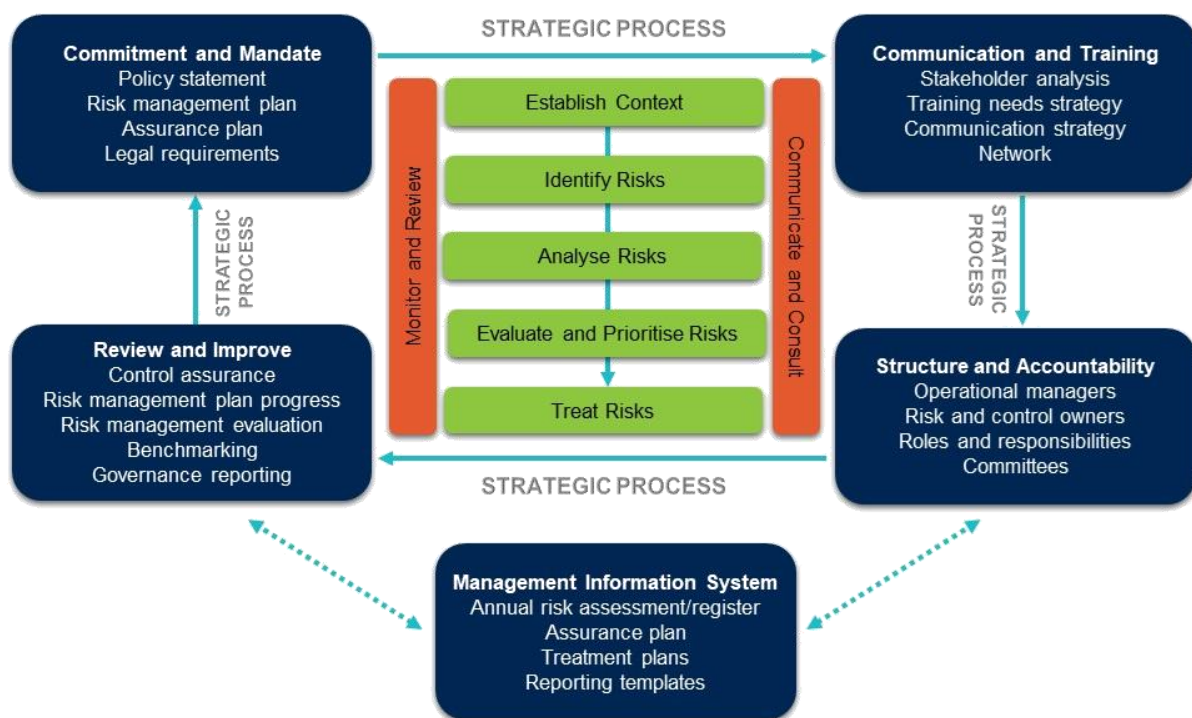 STRATEGIC PROCESS
Commitment and Mandate
Policy statement
Risk management plan
Assurance plan
Legal requirements
Communication and Training
Stakeholder analysis
Training needs strategy
Communication strategy
Network
Monitor and Review
Establish Context
Identify Risks
Analyse Risks
Evaluate and Prioritise Risks
Treat Risks
Communicate and Consult
STRATEGIC
PROCESS
STRATEGIC
PROCESS
Review and Improve
Control assurance
Risk management plan progress
Risk management evaluation
Benchmarking
Governance reporting
Structure and Accountability
Operational managers
Risk and control owners
Roles and responsibilities
Committees
STRATEGIC PROCESS
Management Information System
Annual risk assessment/register
Assurance plan
Treatment plans
Reporting templates